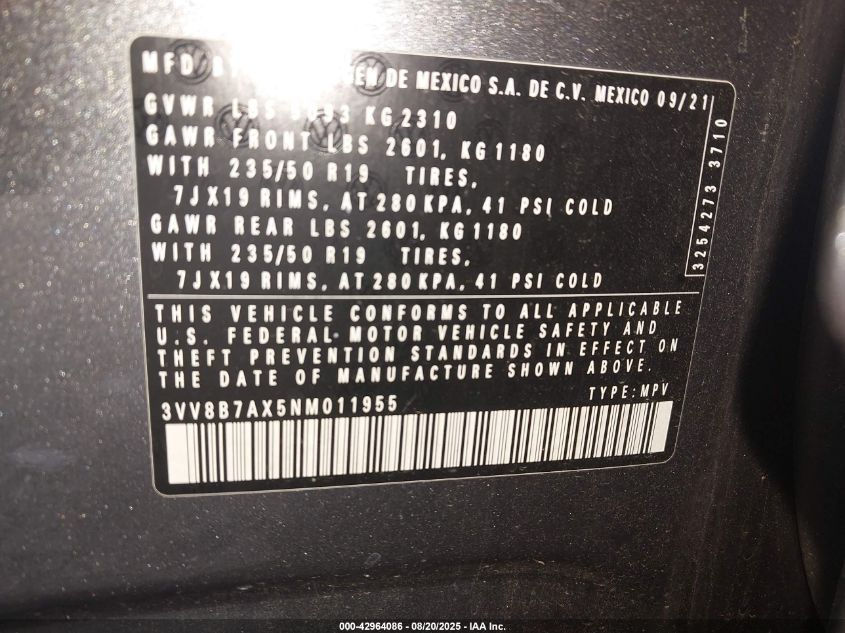 MFD DE MEXICO S.A. DE C.V. MEXICO 09/21
GVWR LBS KG 2310
GAWR FRONT LBS 2601, KG 1180
WITH 235/50 R19 TIRES,
7JX19 RIMS, AT 280 KPA, 41 PSI COLD
GAWR REAR LBS 2601, KG 1180
WITH 235/50 R19 TIRES,
7JX19 RIMS, AT 280 KPA, 41 PSI COLD
3254273 3710
THIS VEHICLE CONFORMS TO ALL APPLICABLE
U.S. FEDERAL MOTOR VEHICLE SAFETY AND
THEFT PREVENTION STANDARDS IN EFFECT ON
THE DATE OF MANUFACTURE SHOWN ABOVE.
3VV8B7AX5NM011955 TYPE: MPV
000-42964086 - 08/20/2025 - IAA Inc.